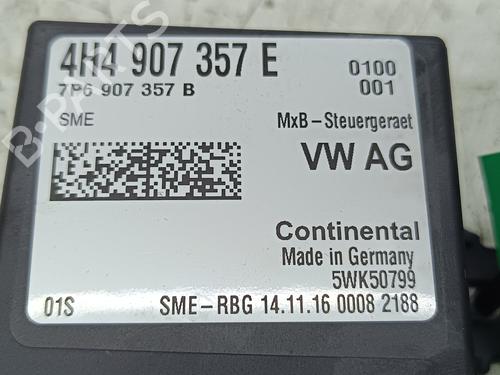 4H4 907 357 E
0100
7P6 907 357 B
001
SME
MxB-Steuergeraet
VW AG
Continental
Made in Germany
5WK50799
01S
SME-RBG 14.11.16 0008 2188
B-PARTS